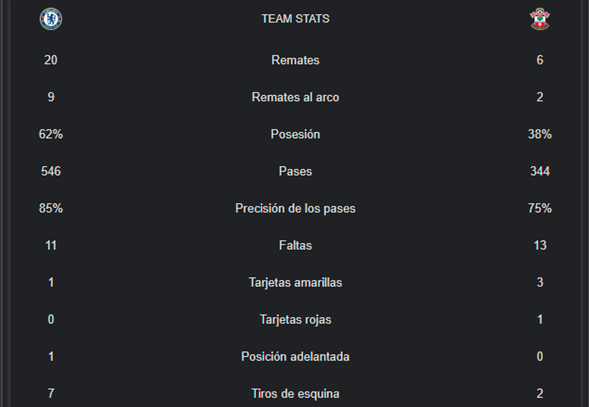 TEAM STATS
20 Remates 6
9 Remates al arco 2
62% Posesión 38%
546 Pases 344
85% Precisión de los pases 75%
11 Faltas 13
1 Tarjetas amarillas 3
0 Tarjetas rojas 1
1 Posición adelantada 0
7 Tiros de esquina 2